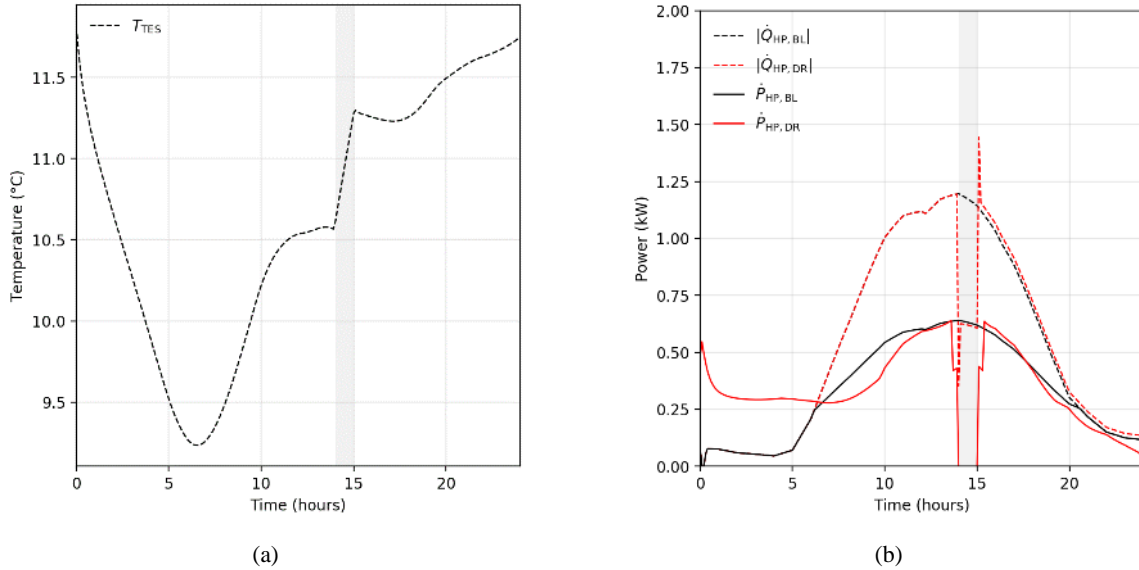 T_TES
11.5
11.0
10.5
10.0
9.5
Temperature (°C)
0 5 10 15 20
Time (hours)
(a)
|Q̇_HP, BL|
|Q̇_HP, DR|
Ṗ_HP, BL
Ṗ_HP, DR
2.00
1.75
1.50
1.25
1.00
0.75
0.50
0.25
0.00
Power (kW)
0 5 10 15 20
Time (hours)
(b)